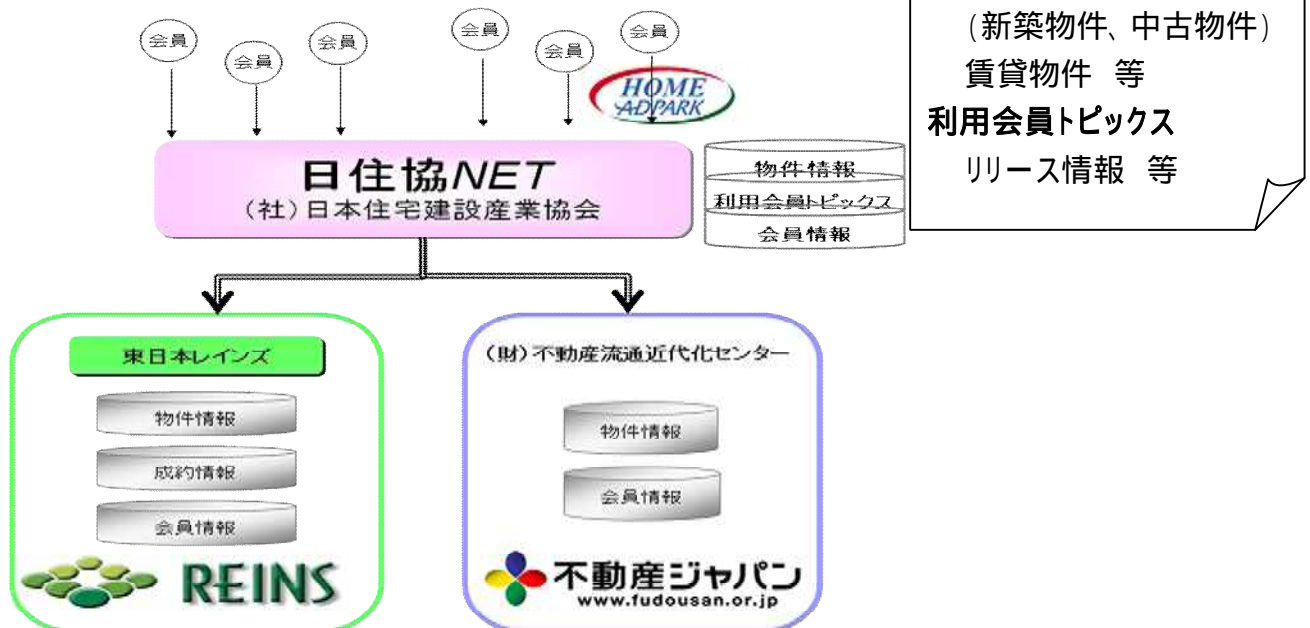 会員
会員
会員
会員
会員
会員
HOME
ADPARK
(新築物件、中古物件)
賃貸物件 等
利用会員トピックス
リリース情報 等
日住協NET
(社)日本住宅建設産業協会
物件情報
利用会員トピックス
会員情報
東日本レインズ
物件情報
成約情報
会員情報
REINS
(財)不動産流通近代化センター
物件情報
会員情報
不動産ジャパン
www.fudousan.or.jp